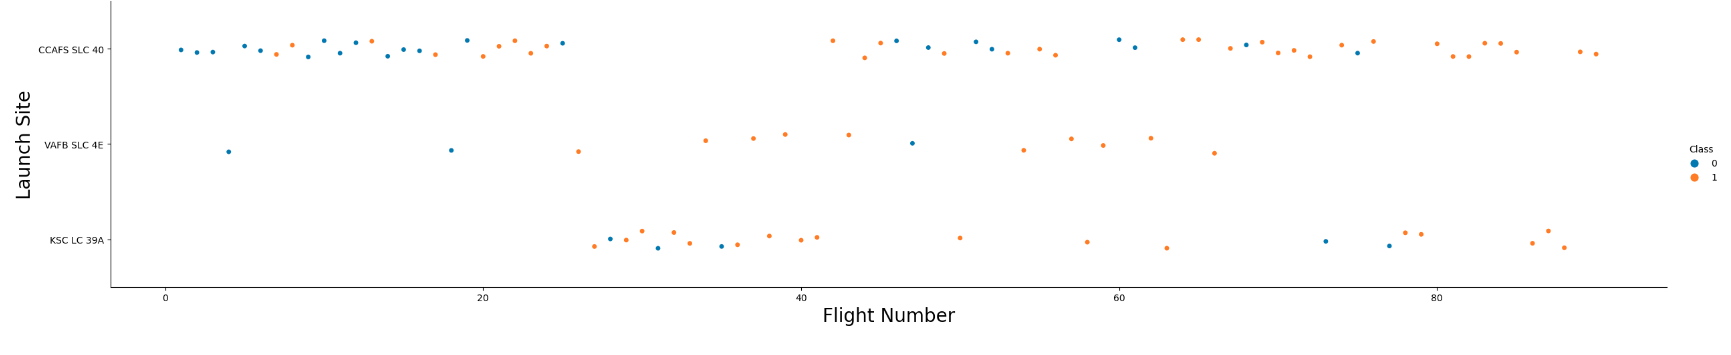 Launch Site
CCAFS SLC 40
VAFB SLC 4E
KSC LC 39A
0 20 40 60 80
Flight Number
Class
0
1